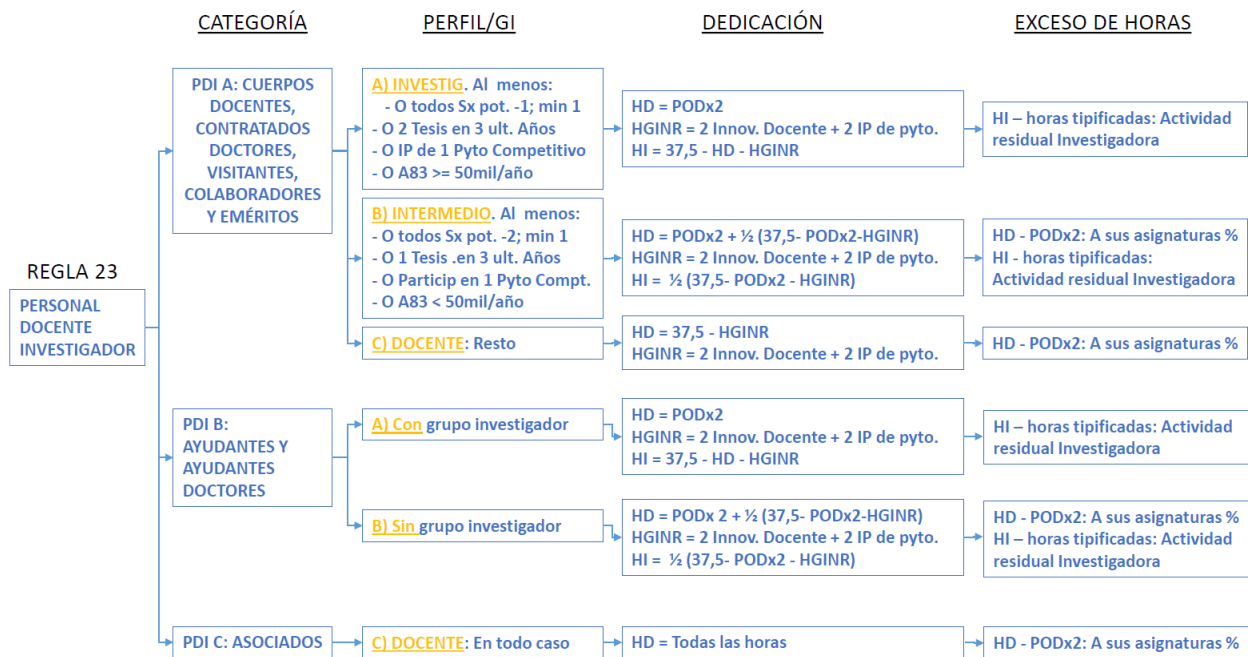 CATEGORÍA
PERFIL/GI
DEDICACIÓN
EXCESO DE HORAS
REGLA 23
PERSONAL
DOCENTE
INVESTIGADOR
PDI A: CUERPOS
DOCENTES,
CONTRATADOS
DOCTORES,
VISITANTES,
COLABORADORES
Y EMÉRITOS
A) INVESTIG. Al menos:
- O todos Sx pot. -1; min 1
- O 2 Tesis en 3 ult. Años
- O IP de 1 Pyto Competitivo
- O A83 >= 50mil/año
HD = PODx2
HGINR = 2 Innov. Docente + 2 IP de pyto.
HI = 37,5 - HD - HGINR
HI – horas tipificadas: Actividad
residual Investigadora
B) INTERMEDIO. Al menos:
- O todos Sx pot. -2; min 1
- O 1 Tesis .en 3 ult. Años
- O Particip en 1 Pyto Compt.
- O A83 < 50mil/año
HD = PODx2 + ½ (37,5- PODx2-HGINR)
HGINR = 2 Innov. Docente + 2 IP de pyto.
HI = ½ (37,5- PODx2 - HGINR)
HD - PODx2: A sus asignaturas %
HI - horas tipificadas:
Actividad residual Investigadora
C) DOCENTE: Resto
HD = 37,5 - HGINR
HGINR = 2 Innov. Docente + 2 IP de pyto.
HD - PODx2: A sus asignaturas %
PDI B:
AYUDANTES Y
AYUDANTES
DOCTORES
A) Con grupo investigador
HD = PODx2
HGINR = 2 Innov. Docente + 2 IP de pyto.
HI = 37,5 - HD - HGINR
HI – horas tipificadas: Actividad
residual Investigadora
B) Sin grupo investigador
HD = PODx 2 + ½ (37,5- PODx2-HGINR)
HGINR = 2 Innov. Docente + 2 IP de pyto.
HI = ½ (37,5- PODx2 - HGINR)
HD - PODx2: A sus asignaturas %
HI – horas tipificadas: Actividad
residual Investigadora
PDI C: ASOCIADOS
C) DOCENTE: En todo caso
HD = Todas las horas
HD - PODx2: A sus asignaturas %